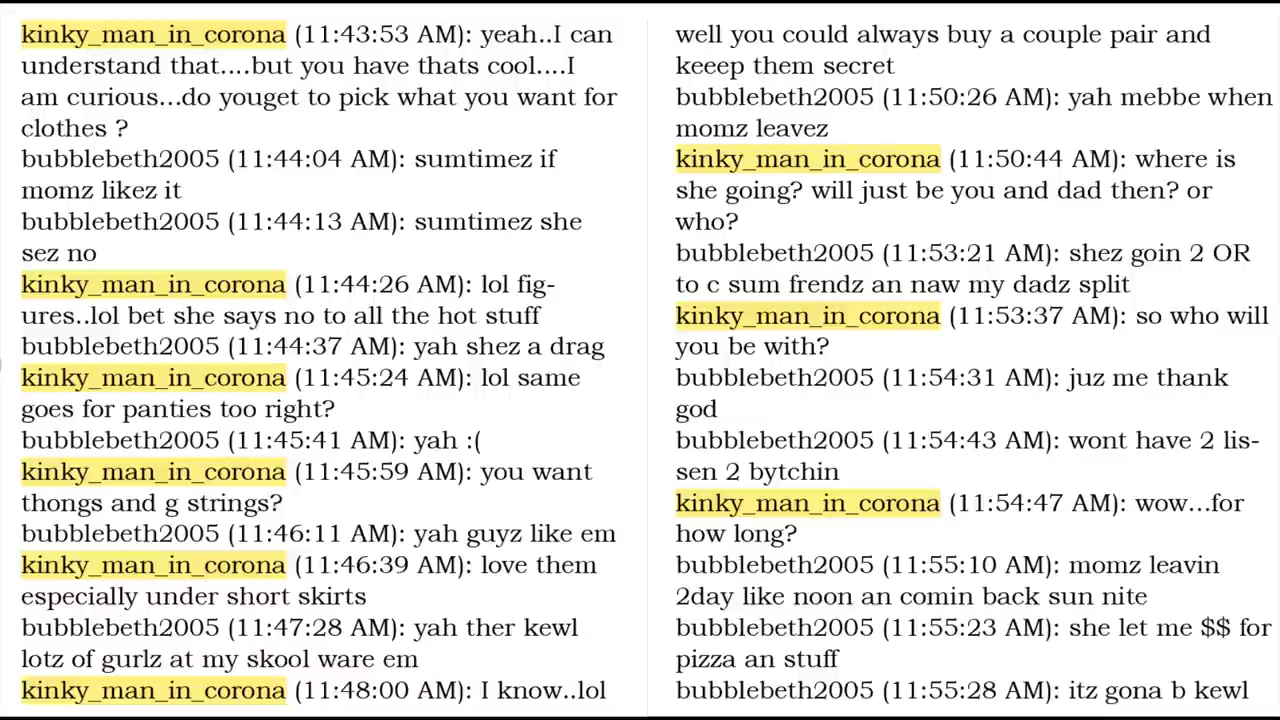 kinky_man_in_corona (11:43:53 AM): yeah..I can
understand that....but you have thats cool....I
am curious...do youget to pick what you want for
clothes ?
bubblebeth2005 (11:44:04 AM): sumtimez if
momz likez it
bubblebeth2005 (11:44:13 AM): sumtimez she
sez no
kinky_man_in_corona (11:44:26 AM): lol fig-
ures..lol bet she says no to all the hot stuff
bubblebeth2005 (11:44:37 AM): yah shez a drag
kinky_man_in_corona (11:45:24 AM): lol same
goes for panties too right?
bubblebeth2005 (11:45:41 AM): yah :(
kinky_man_in_corona (11:45:59 AM): you want
thongs and g strings?
bubblebeth2005 (11:46:11 AM): yah guyz like em
kinky_man_in_corona (11:46:39 AM): love them
especially under short skirts
bubblebeth2005 (11:47:28 AM): yah ther kewl
lotz of gurlz at my skool ware em
kinky_man_in_corona (11:48:00 AM): I know..lol
well you could always buy a couple pair and
keeep them secret
bubblebeth2005 (11:50:26 AM): yah mebbe when
momz leavez
kinky_man_in_corona (11:50:44 AM): where is
she going? will just be you and dad then? or
who?
bubblebeth2005 (11:53:21 AM): shez goin 2 OR
to c sum frendz an naw my dadz split
kinky_man_in_corona (11:53:37 AM): so who will
you be with?
bubblebeth2005 (11:54:31 AM): juz me thank
god
bubblebeth2005 (11:54:43 AM): wont have 2 lis-
sen 2 bytchin
kinky_man_in_corona (11:54:47 AM): wow...for
how long?
bubblebeth2005 (11:55:10 AM): momz leavin
2day like noon an comin back sun nite
bubblebeth2005 (11:55:23 AM): she let me $$ for
pizza an stuff
bubblebeth2005 (11:55:28 AM): itz gona b kewl